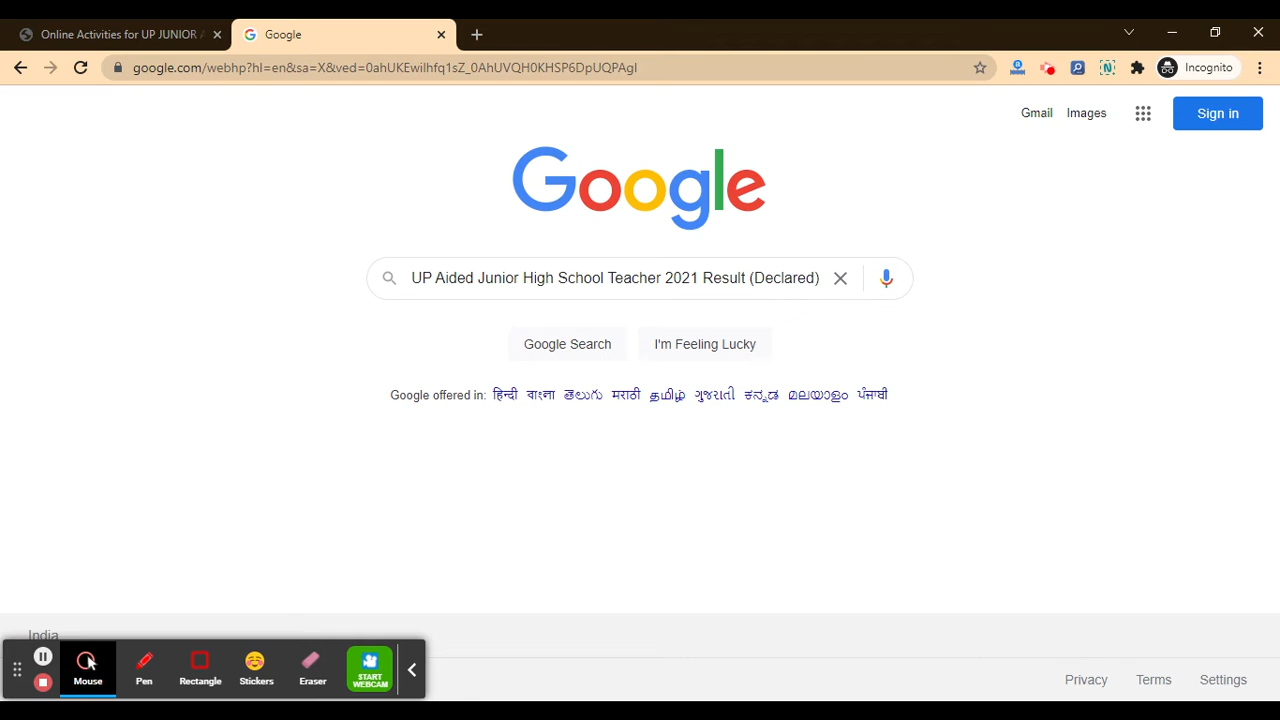 Online Activities for UP JUNIOR
Google
google.com/webhp?hl=en&sa=X&ved=0ahUKEwiIhfq1sZ_0AhUVQH0KHSP6DpUQPAgI
Incognito
Gmail
Images
Sign in
Google
UP Aided Junior High School Teacher 2021 Result (Declared)
Google Search
I'm Feeling Lucky
Google offered in: हिन्दी বাংলা తెలుగు मराठी தமிழ் ગુજરાતી ಕನ್ನಡ മലയാളം ਪੰਜਾਬੀ
India
Mouse
Pen
Rectangle
Stickers
Eraser
START
WEBCAM
Privacy
Terms
Settings